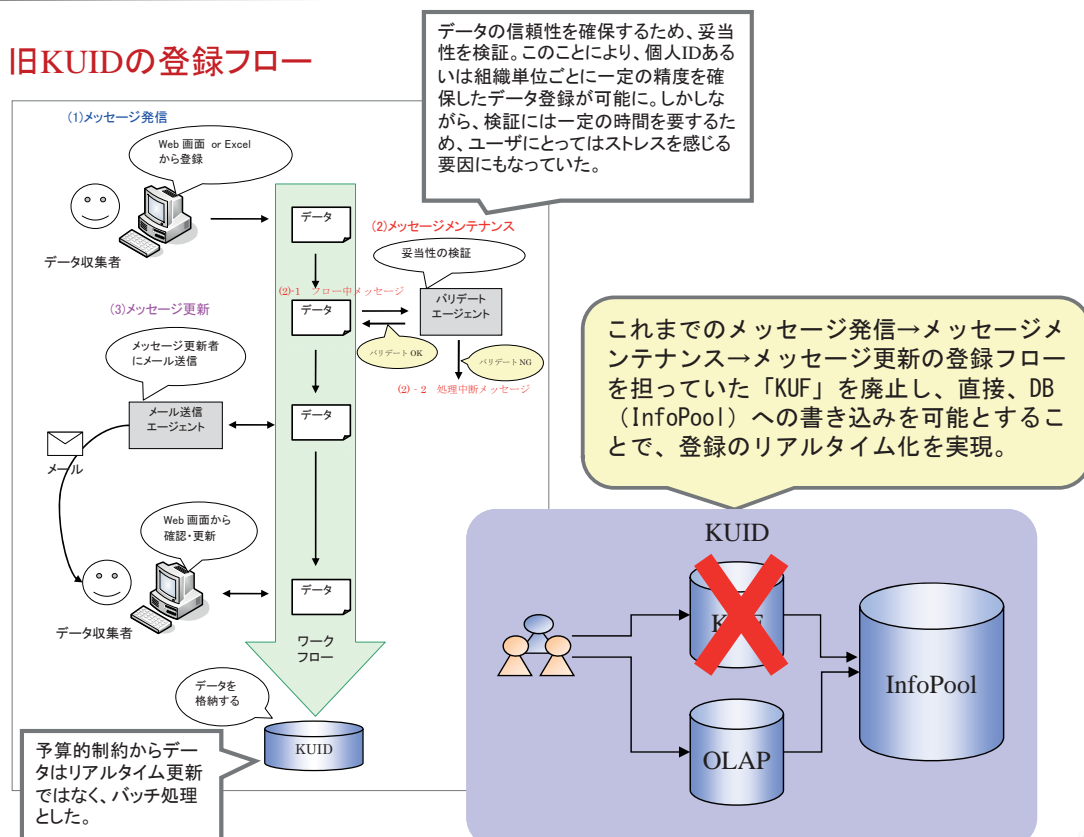 旧KUIDの登録フロー
データの信頼性を確保するため、妥当
性を検証。このことにより、個人IDある
いは組織単位ごとに一定の精度を確
保したデータ登録が可能に。しかしな
がら、検証には一定の時間を要するた
め、ユーザにとってはストレスを感じる
要因にもなっていた。
(1)メッセージ発信
Web 画面 or Excel
から登録
データ収集者
データ
(2)メッセージメンテナンス
妥当性の検証
(2)-1 フロー中メッセージ
データ
バリデート
エージェント
バリデート OK
バリデート NG
(2)-2 処理中断メッセージ
(3)メッセージ更新
メッセージ更新者
にメール送信
メール送信
エージェント
データ
メール
Web 画面から
確認・更新
データ収集者
データ
ワーク
フロー
データを
格納する
KUID
予算的制約からデー
タはリアルタイム更新
ではなく、バッチ処理
とした。
これまでのメッセージ発信→メッセージメ
ンテナンス→メッセージ更新の登録フロー
を担っていた「KUF」を廃止し、直接、DB
(InfoPool)への書き込みを可能とするこ
とで、登録のリアルタイム化を実現。
KUID
KUF
InfoPool
OLAP